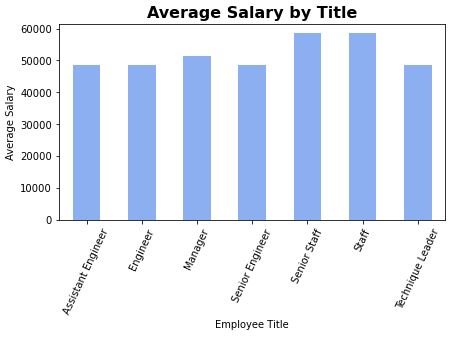 Average Salary by Title
Average Salary
60000
50000
40000
30000
20000
10000
0
Assistant Engineer
Engineer
Manager
Senior Engineer
Senior Staff
Staff
Technique Leader
Employee Title